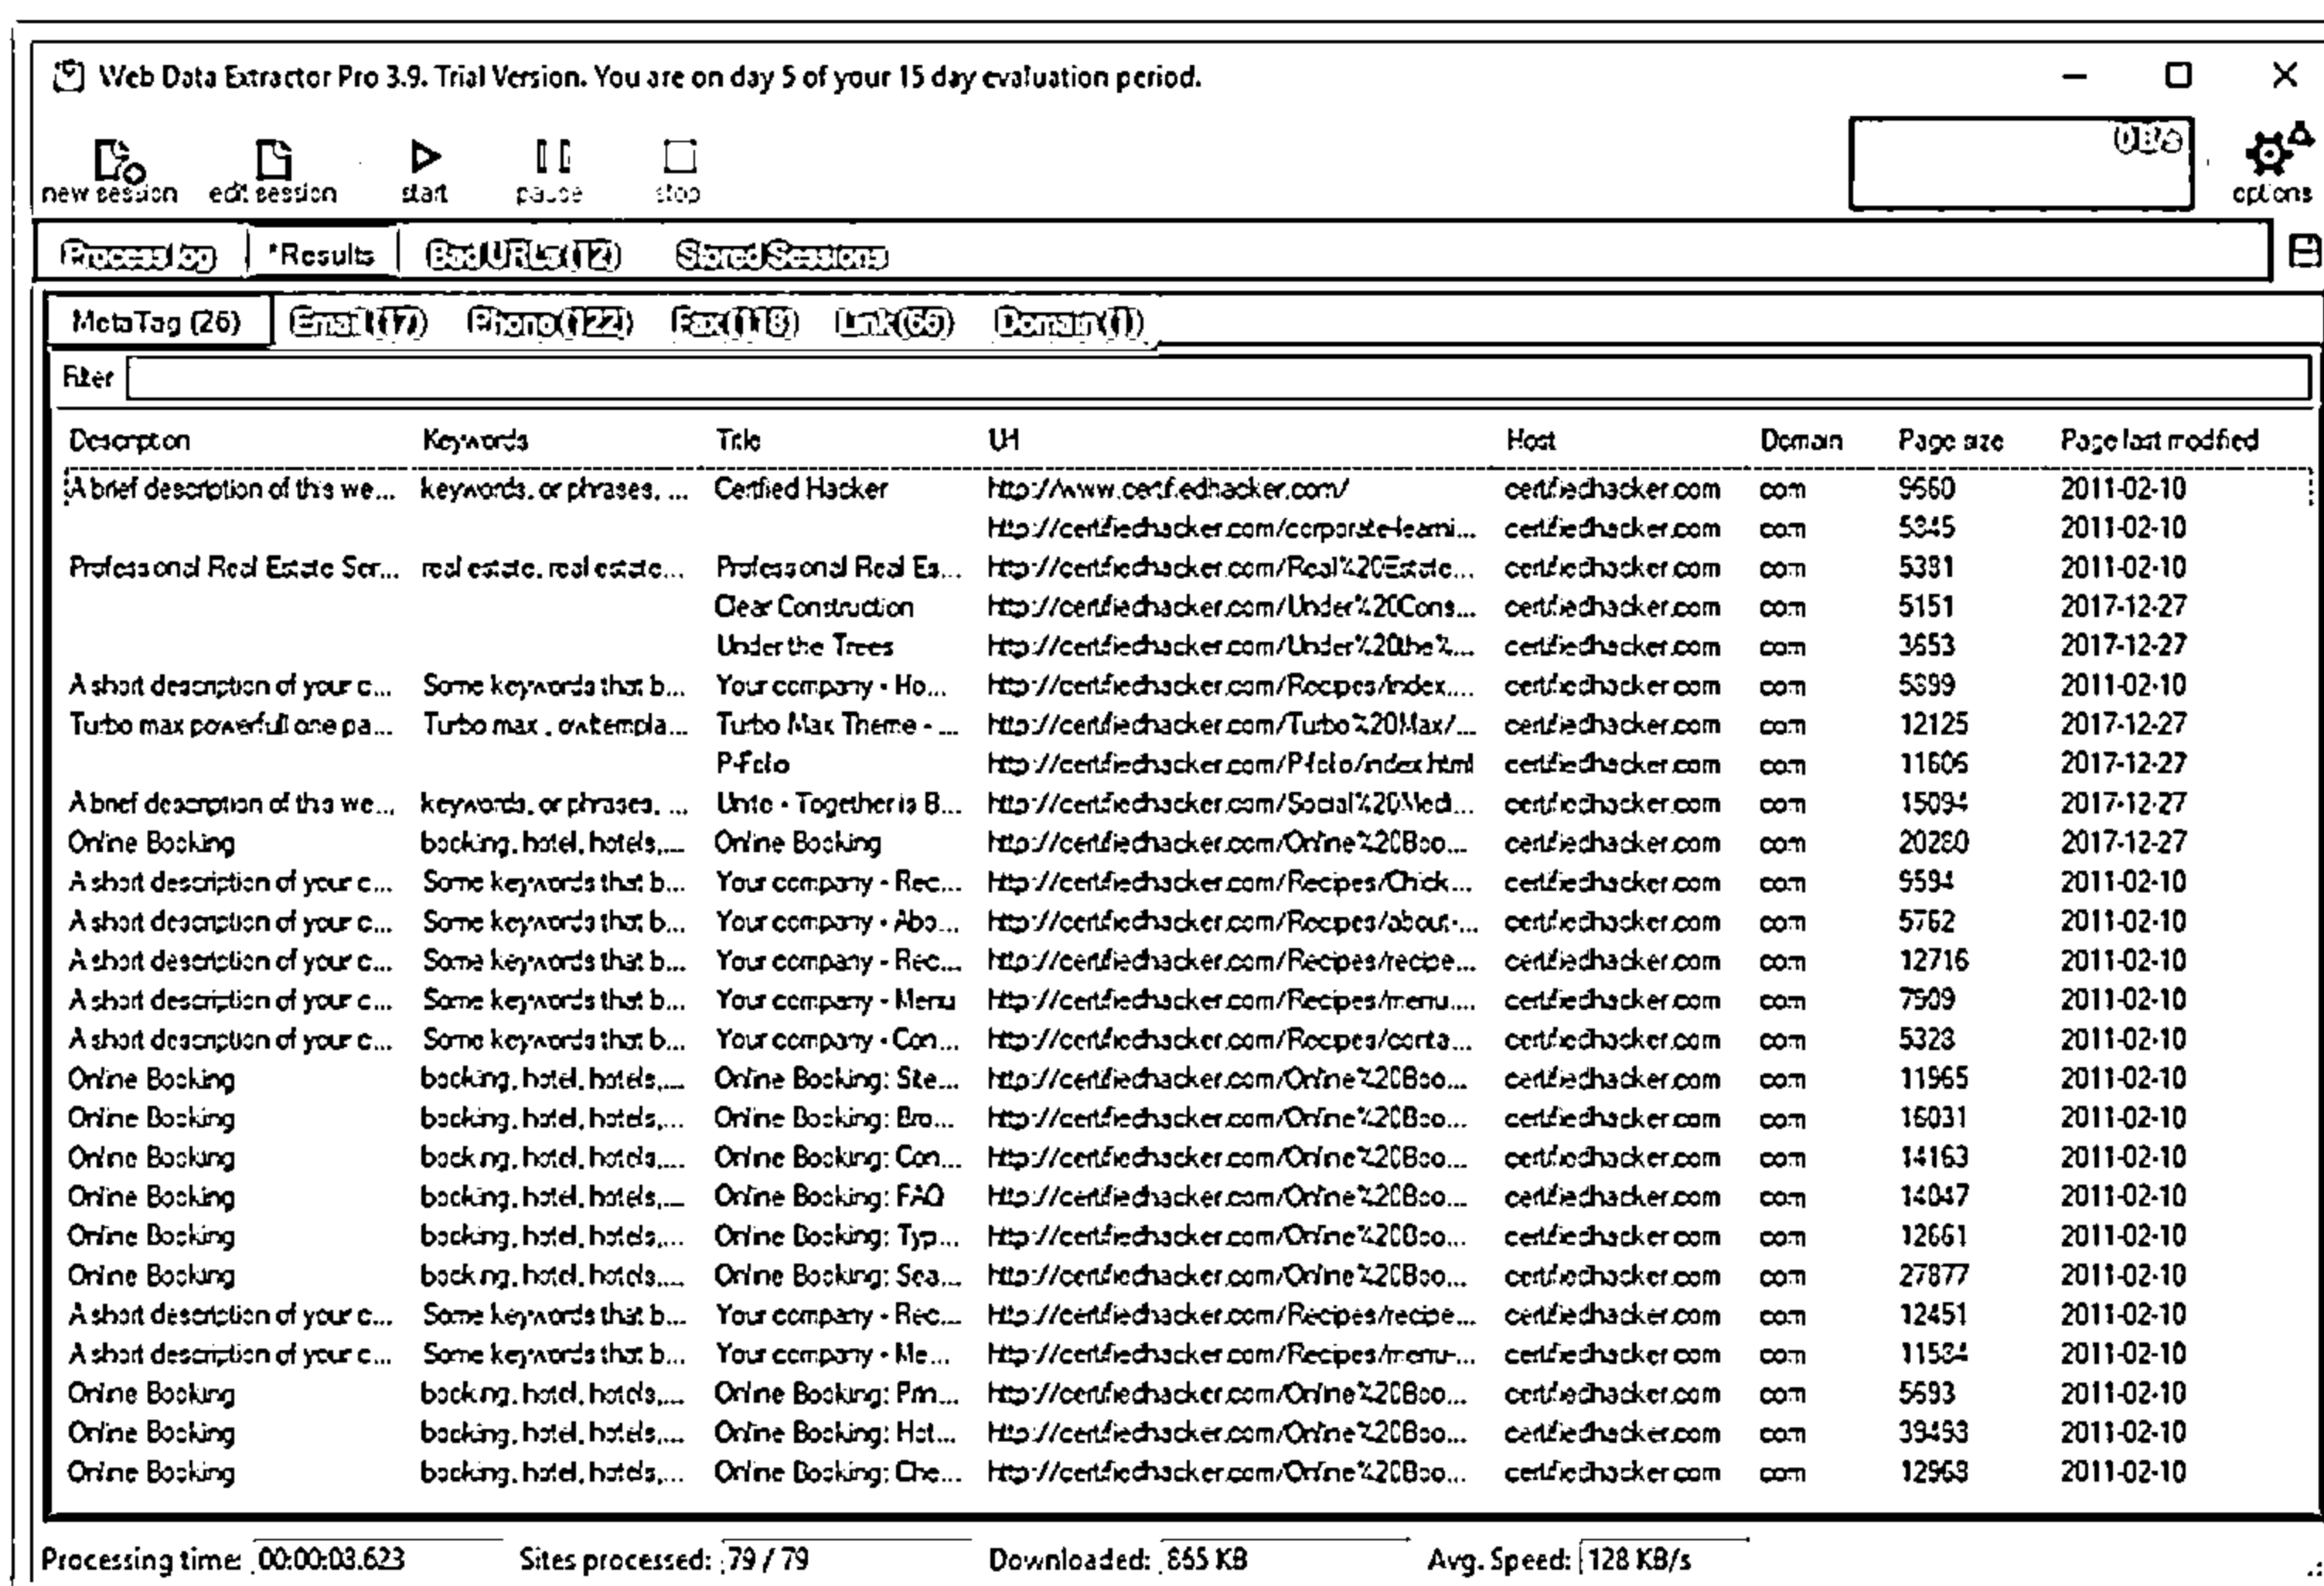 Web Data Extractor Pro 3.9. Trial Version. You are on day 5 of your 15 day evaluation period.
0 B/s
new session edit session start pause stop options
Process log *Results Bad URLs (12) Stored Sessions
MetaTag (26) Email (17) Phone (122) Fax (118) Link (66) Domain (1)
Filter
Description Keywords Title Url Host Domain Page size Page last modified
A brief description of this we... keywords, or phrases, ... Certified Hacker http://www.certifiedhacker.com/ certifiedhacker.com com 9660 2011-02-10
http://certifiedhacker.com/corporate-learni... certifiedhacker.com com 2011-02-10
Professional Real Estate Ser... real estate, real estate... Professional Real Es... http://certifiedhacker.com/Real%20Estate... certifiedhacker.com com 5381 2011-02-10
Clear Construction http://certifiedhacker.com/Under%20Cons... certifiedhacker.com com 5151 2017-12-27
Under the Trees http://certifiedhacker.com/Under%20the%... certifiedhacker.com com 3653 2017-12-27
A short description of your c... Some keywords that b... Your company - Ho... http://certifiedhacker.com/Recipes/index.... certifiedhacker.com com 2011-02-10
Turbo max powerfull one pa... Turbo max , Turbo Max Theme - ... http://certifiedhacker.com/Turbo%20Max/... certifiedhacker.com com 12125 2017-12-27
P-folio http://certifiedhacker.com/P-folio/index.html certifiedhacker.com com 11606 2017-12-27
A brief description of this we... keywords, or phrases, ... Unite - Together is B... http://certifiedhacker.com/Social%20Medi... certifiedhacker.com com 15094 2017-12-27
Online Booking booking, hotel, hotels,... Online Booking http://certifiedhacker.com/Online%20Boo... certifiedhacker.com com 20280 2017-12-27
A short description of your c... Some keywords that b... Your company - Rec... http://certifiedhacker.com/Recipes/Chick... certifiedhacker.com com 9594 2011-02-10
A short description of your c... Some keywords that b... Your company - Abo... http://certifiedhacker.com/Recipes/about-... certifiedhacker.com com 5762 2011-02-10
A short description of your c... Some keywords that b... Your company - Rec... http://certifiedhacker.com/Recipes/recipe... certifiedhacker.com com 12716 2011-02-10
A short description of your c... Some keywords that b... Your company - Menu http://certifiedhacker.com/Recipes/menu.... certifiedhacker.com com 7909 2011-02-10
A short description of your c... Some keywords that b... Your company - Con... http://certifiedhacker.com/Recipes/conta... certifiedhacker.com com 5328 2011-02-10
Online Booking booking, hotel, hotels,... Online Booking: Site... http://certifiedhacker.com/Online%20Boo... certifiedhacker.com com 11965 2011-02-10
Online Booking booking, hotel, hotels,... Online Booking: Bro... http://certifiedhacker.com/Online%20Boo... certifiedhacker.com com 16031 2011-02-10
Online Booking booking, hotel, hotels,... Online Booking: Con... http://certifiedhacker.com/Online%20Boo... certifiedhacker.com com 14163 2011-02-10
Online Booking booking, hotel, hotels,... Online Booking: FAQ http://certifiedhacker.com/Online%20Boo... certifiedhacker.com com 14047 2011-02-10
Online Booking booking, hotel, hotels,... Online Booking: Typ... http://certifiedhacker.com/Online%20Boo... certifiedhacker.com com 12661 2011-02-10
Online Booking booking, hotel, hotels,... Online Booking: Sea... http://certifiedhacker.com/Online%20Boo... certifiedhacker.com com 27877 2011-02-10
A short description of your c... Some keywords that b... Your company - Rec... http://certifiedhacker.com/Recipes/recipe... certifiedhacker.com com 12451 2011-02-10
A short description of your c... Some keywords that b... Your company - Me... http://certifiedhacker.com/Recipes/menu-... certifiedhacker.com com 11584 2011-02-10
Online Booking booking, hotel, hotels,... Online Booking: Prin... http://certifiedhacker.com/Online%20Boo... certifiedhacker.com com 2011-02-10
Online Booking booking, hotel, hotels,... Online Booking: Hot... http://certifiedhacker.com/Online%20Boo... certifiedhacker.com com 2011-02-10
Online Booking booking, hotel, hotels,... Online Booking: Che... http://certifiedhacker.com/Online%20Boo... certifiedhacker.com com 12968 2011-02-10
Processing time: 00:00:03.623 Sites processed: 79 / 79 Downloaded: 865 KB Avg. Speed: 128 KB/s